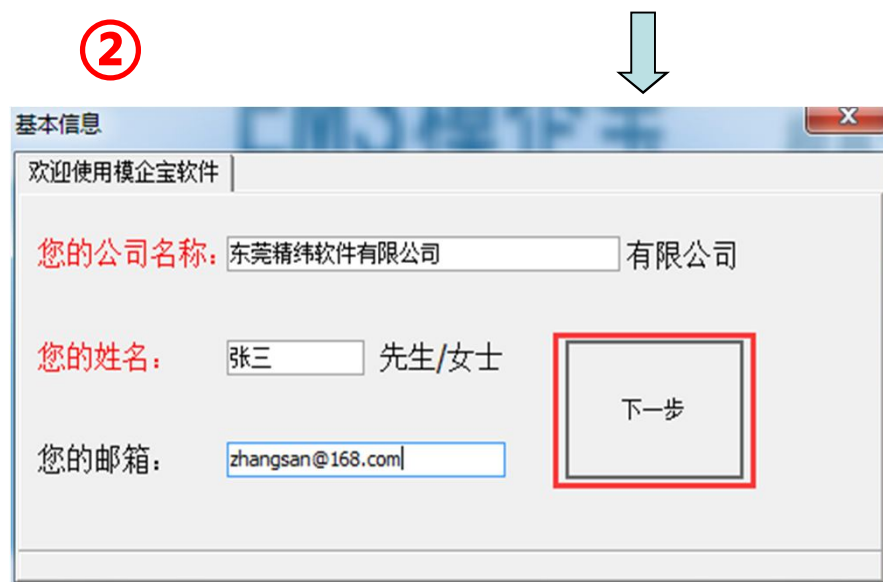 ②
基本信息
X
欢迎使用模企宝软件
您的公司名称：东莞精纬软件有限公司 有限公司
您的姓名： 张三 先生/女士
下一步
您的邮箱： zhangsan@168.com